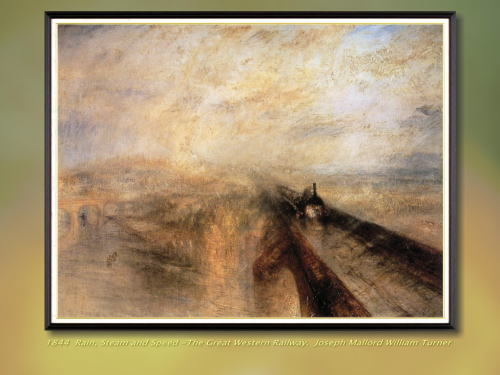 1844  Rain, Steam and Speed –The Great Western Railway,  Joseph Mallord William Turner